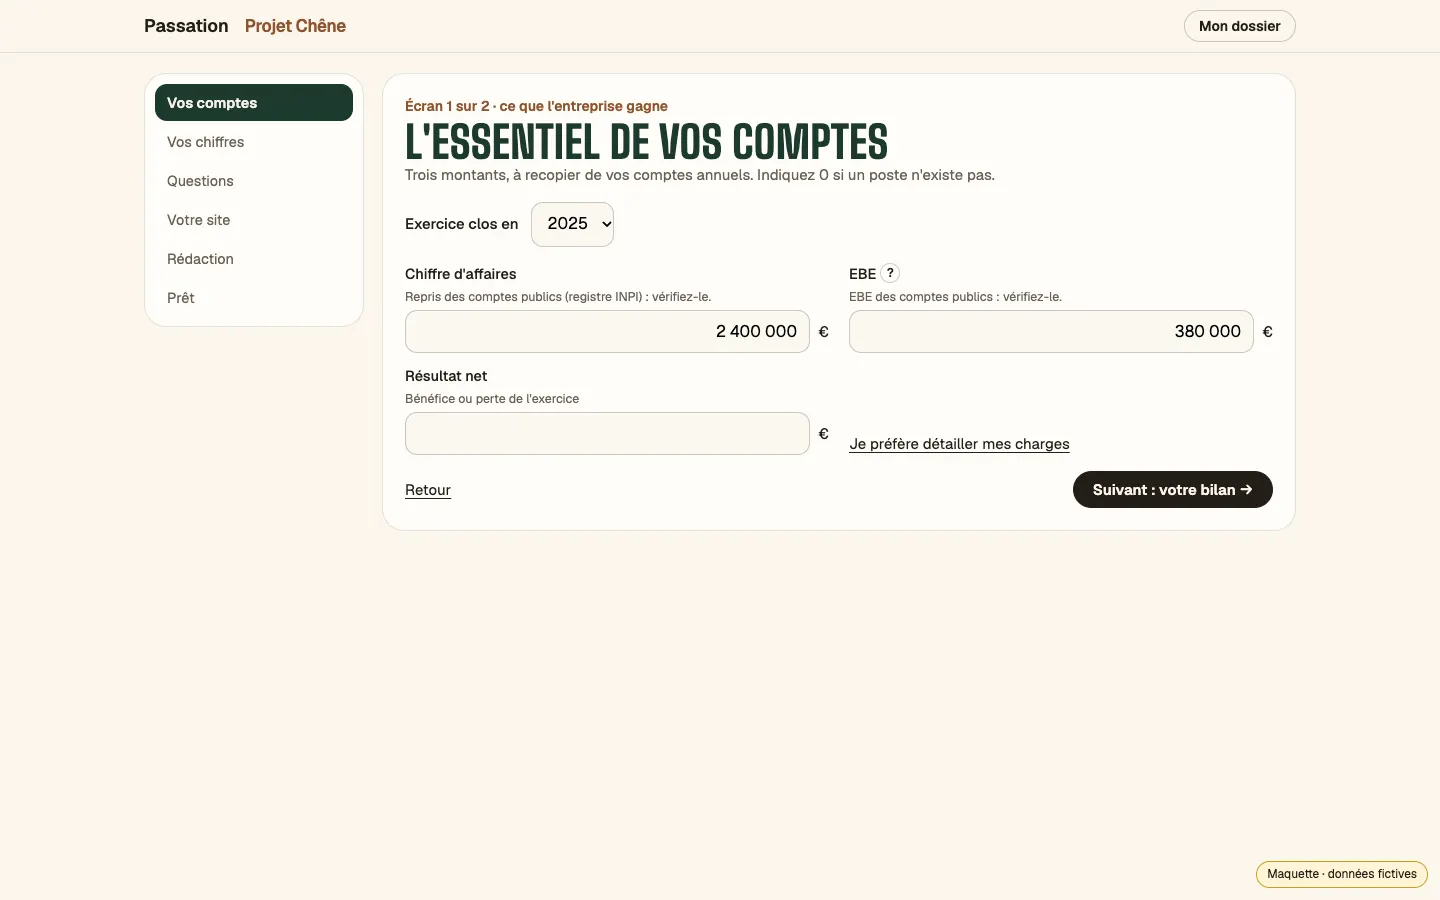 Passation Projet Chêne
Mon dossier
Vos comptes
Vos chiffres
Questions
Votre site
Rédaction
Prêt
Écran 1 sur 2 · ce que l'entreprise gagne
L'ESSENTIEL DE VOS COMPTES
Trois montants, à recopier de vos comptes annuels. Indiquez 0 si un poste n'existe pas.
Exercice clos en 2025
Chiffre d'affaires
Repris des comptes publics (registre INPI) : vérifiez-le.
2 400 000 €
EBE ?
EBE des comptes publics : vérifiez-le.
380 000 €
Résultat net
Bénéfice ou perte de l'exercice
€
Je préfère détailler mes charges
Retour
Suivant : votre bilan →
Maquette · données fictives